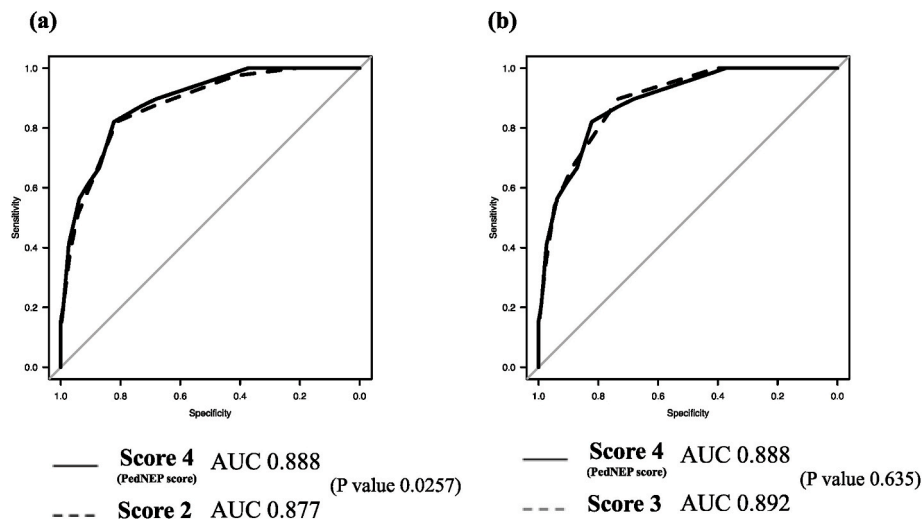 (a)
1.0
0.8
0.6
0.4
0.2
0.0
Sensitivity
1.0 0.8 0.6 0.4 0.2 0.0
Specificity
Score 4 AUC 0.888
(PedNEP score)
(P value 0.0257)
Score 2 AUC 0.877
(b)
1.0
0.8
0.6
0.4
0.2
0.0
Sensitivity
1.0 0.8 0.6 0.4 0.2 0.0
Specificity
Score 4 AUC 0.888
(PedNEP score)
(P value 0.635)
Score 3 AUC 0.892